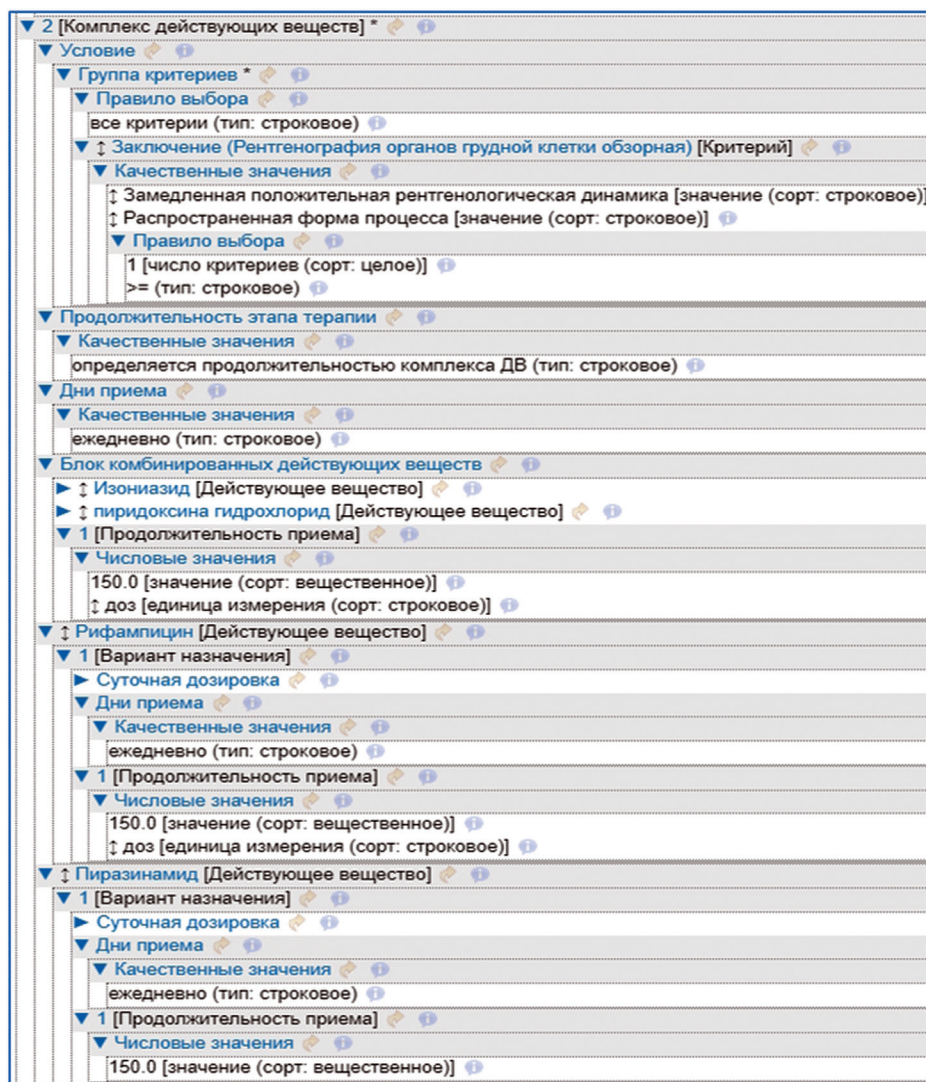 ▼ 2 [Комплекс действующих веществ] *
▼ Условие
▼ Группа критериев *
▼ Правило выбора
все критерии (тип: строковое)
▼ ↕ Заключение (Рентгенография органов грудной клетки обзорная) [Критерий]
▼ Качественные значения
↕ Замедленная положительная рентгенологическая динамика [значение (сорт: строковое)]
↕ Распространенная форма процесса [значение (сорт: строковое)]
▼ Правило выбора
1 [число критериев (сорт: целое)]
>= (тип: строковое)
▼ Продолжительность этапа терапии
▼ Качественные значения
определяется продолжительностью комплекса ДВ (тип: строковое)
▼ Дни приема
▼ Качественные значения
ежедневно (тип: строковое)
▼ Блок комбинированных действующих веществ
► ↕ Изониазид [Действующее вещество]
► ↕ пиридоксина гидрохлорид [Действующее вещество]
▼ 1 [Продолжительность приема]
▼ Числовые значения
150.0 [значение (сорт: вещественное)]
↕ доз [единица измерения (сорт: строковое)]
▼ ↕ Рифампицин [Действующее вещество]
▼ 1 [Вариант назначения]
► Суточная дозировка
▼ Дни приема
▼ Качественные значения
ежедневно (тип: строковое)
▼ 1 [Продолжительность приема]
▼ Числовые значения
150.0 [значение (сорт: вещественное)]
↕ доз [единица измерения (сорт: строковое)]
▼ ↕ Пиразинамид [Действующее вещество]
▼ 1 [Вариант назначения]
► Суточная дозировка
▼ Дни приема
▼ Качественные значения
ежедневно (тип: строковое)
▼ 1 [Продолжительность приема]
▼ Числовые значения
150.0 [значение (сорт: вещественное)]